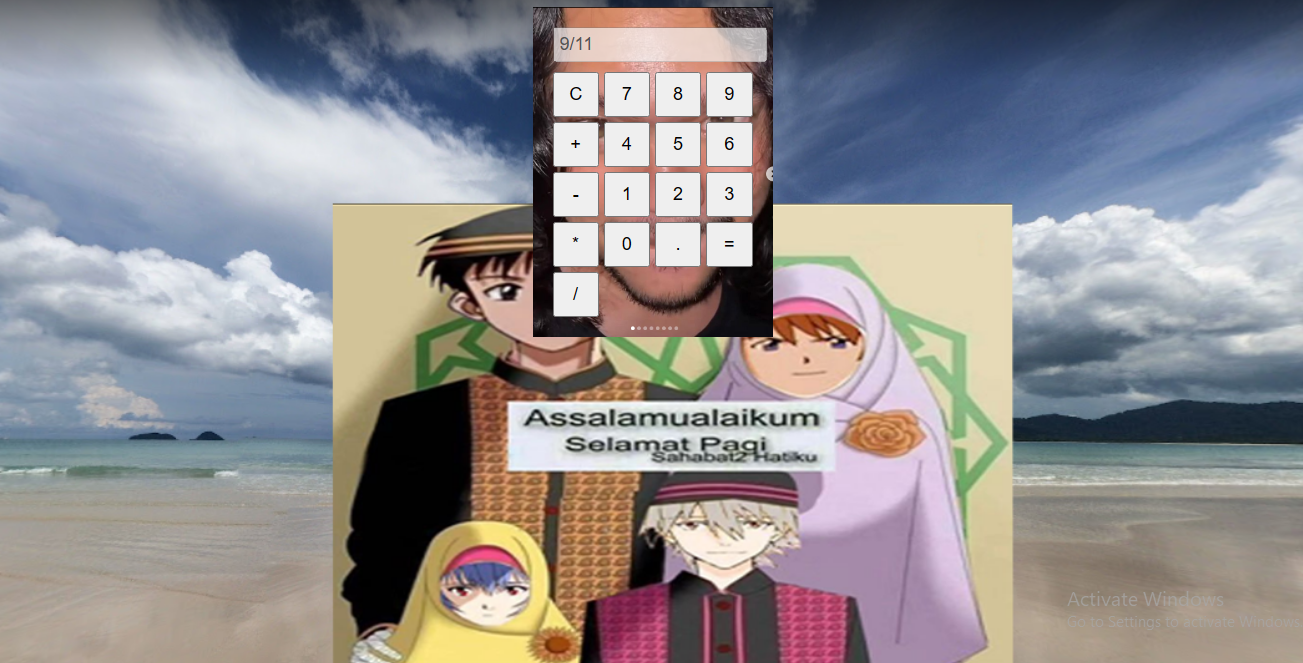 9/11
C 7 8 9
+ 4 5 6
- 1 2 3
* 0 . =
/
Assalamualaikum
Selamat Pagi
Sahabat2 Hatiku
Activate Windows
Go to Settings to activate Windows.